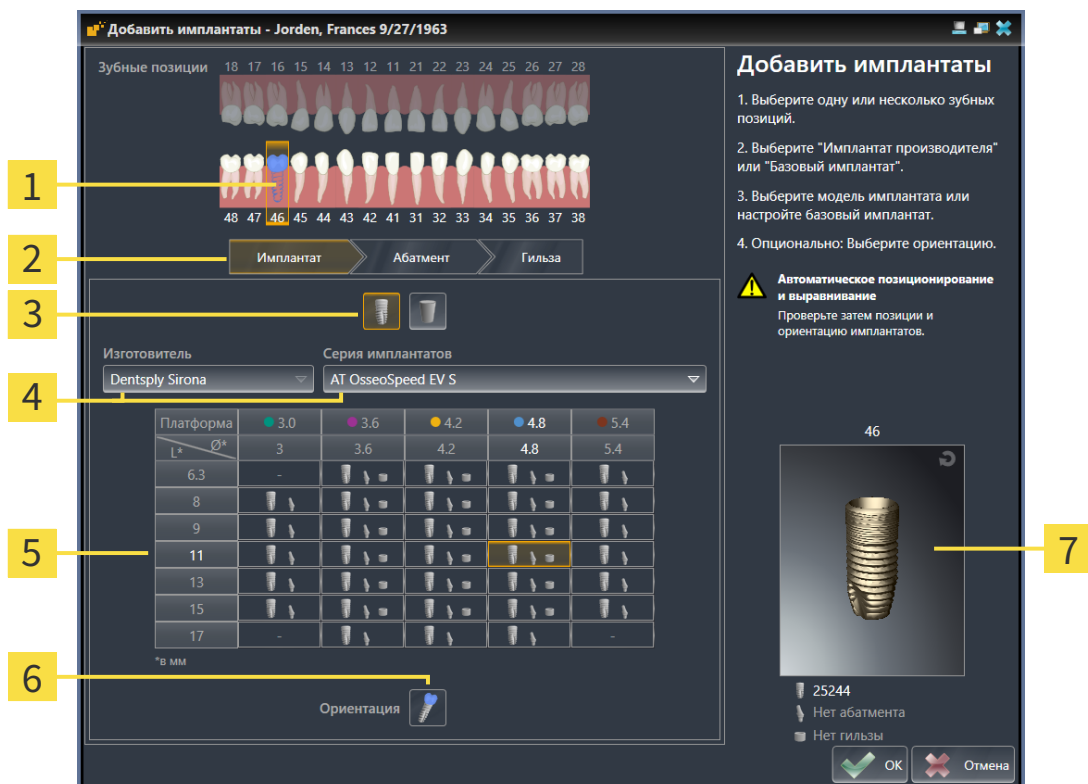 Добавить имплантаты - Jorden, Frances 9/27/1963
Зубные позиции 18 17 16 15 14 13 12 11 21 22 23 24 25 26 27 28
1
48 47 46 45 44 43 42 41 31 32 33 34 35 36 37 38
2
Имплантат Абатмент Гильза
3
Изготовитель Серия имплантатов
Dentsply Sirona AT OsseoSpeed EV S
4
Платформа 3.0 3.6 4.2 4.8 5.4
L* Ø* 3 3.6 4.2 4.8 5.4
6.3 -
8
9
5
11
13
15
17 - -
*в мм
6
Ориентация
Добавить имплантаты
1. Выберите одну или несколько зубных
позиций.
2. Выберите "Имплантат производителя"
или "Базовый имплантат".
3. Выберите модель имплантата или
настройте базовый имплантат.
4. Опционально: Выберите ориентацию.
Автоматическое позиционирование
и выравнивание
Проверьте затем позиции и
ориентацию имплантатов.
46
7
25244
Нет абатмента
Нет гильзы
OK Отмена